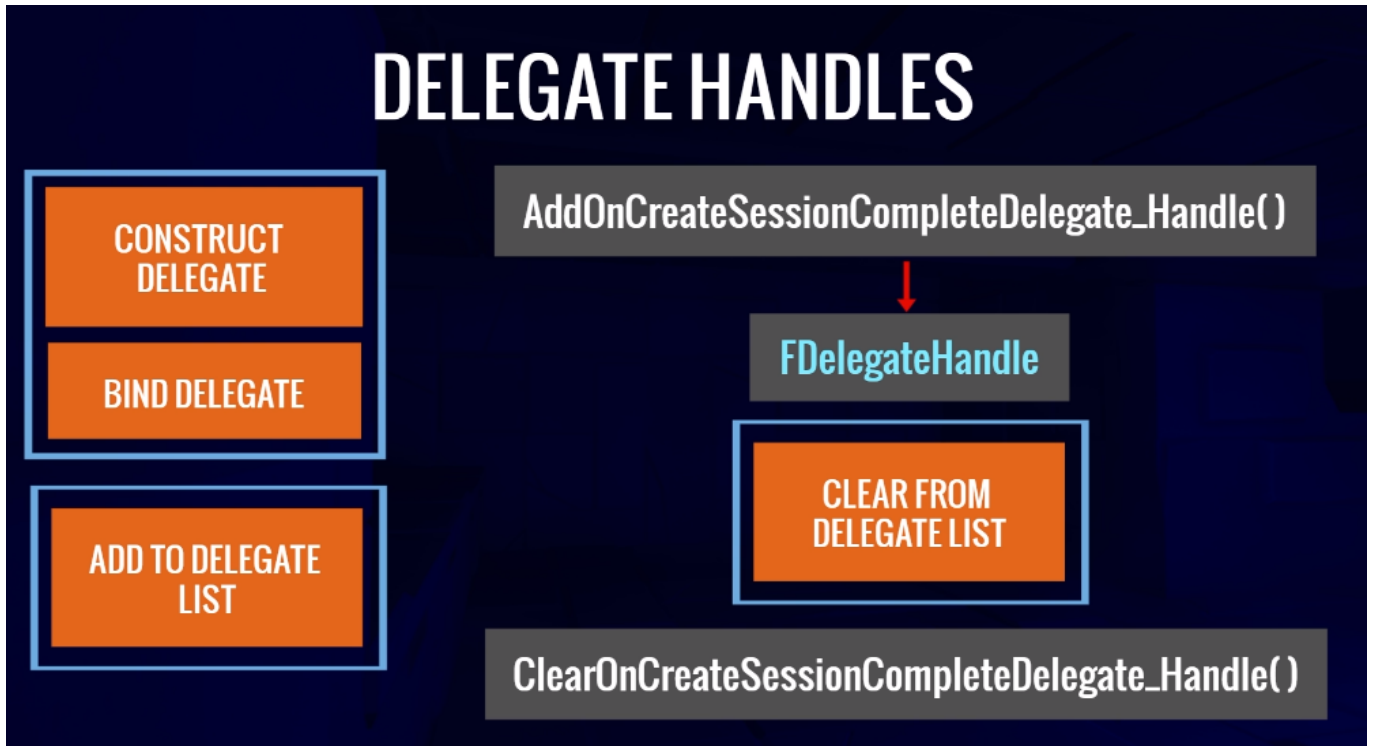 DELEGATE HANDLES
CONSTRUCT
DELEGATE
BIND DELEGATE
ADD TO DELEGATE
LIST
AddOnCreateSessionCompleteDelegate_Handle()
FDelegateHandle
CLEAR FROM
DELEGATE LIST
ClearOnCreateSessionCompleteDelegate_Handle()